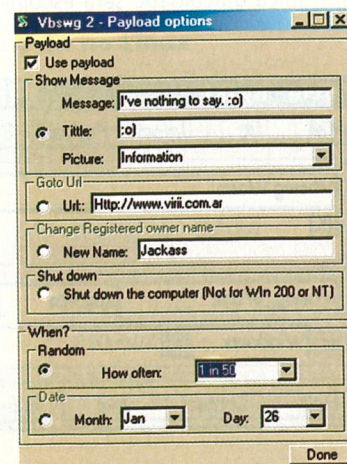 Vbswg 2 - Payload options
Payload
Use payload
Show Message
Message: I've nothing to say. :o)
Tittle: :o)
Picture: Information
Goto Url
Url: Http://www.virii.com.ar
Change Registered owner name
New Name: Jackass
Shut down
Shut down the computer (Not for WIn 200 or NT)
When?
Random
How often: 1 in 50
Date
Month: Jan Day: 26
Done